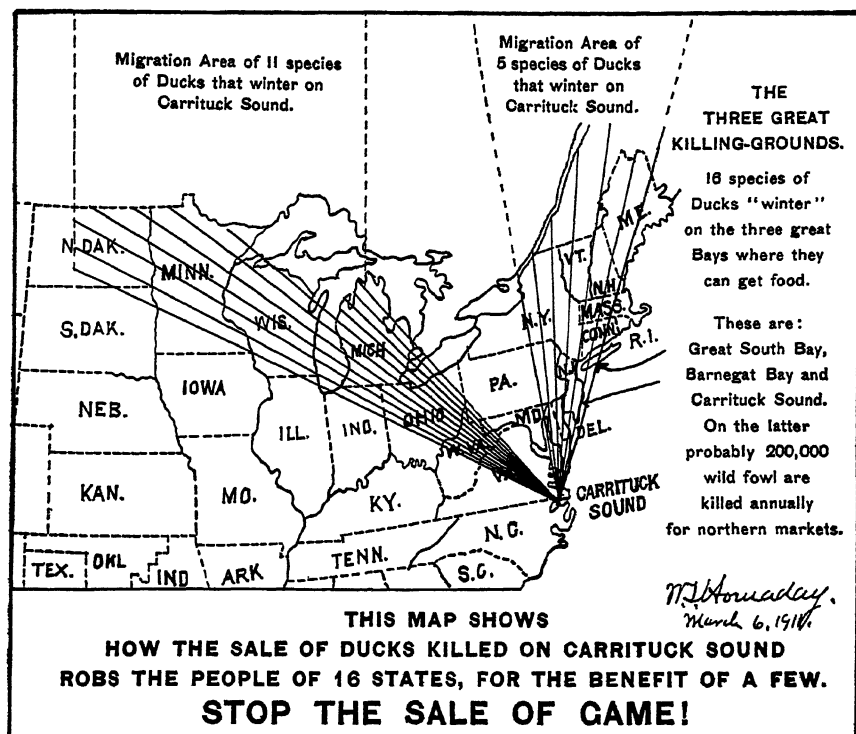 Migration Area of 11 species
of Ducks that winter on
Carrituck Sound.
Migration Area of
5 species of Ducks
that winter on
Carrituck Sound.
THE
THREE GREAT
KILLING-GROUNDS.
16 species of
Ducks "winter"
on the three great
Bays where they
can get food.
These are:
Great South Bay,
Barnegat Bay and
Carrituck Sound.
On the latter
probably 200,000
wild fowl are
killed annually
for northern markets.
N.DAK.
MINN.
S.DAK.
WIS.
MICH
IOWA
NEB.
ILL.
IND.
OHIO
PA.
N.Y.
VT.
ME.
N.H.
MASS.
CONN.
R.I.
N.J.
MD.
DEL.
W.VA.
VA.
KAN.
MO.
KY.
CARRITUCK
SOUND
N.C.
TENN.
S.C.
TEX.
OKL
IND
ARK
W.T. Hornaday.
March 6, 1911.
THIS MAP SHOWS
HOW THE SALE OF DUCKS KILLED ON CARRITUCK SOUND
ROBS THE PEOPLE OF 16 STATES, FOR THE BENEFIT OF A FEW.
STOP THE SALE OF GAME!